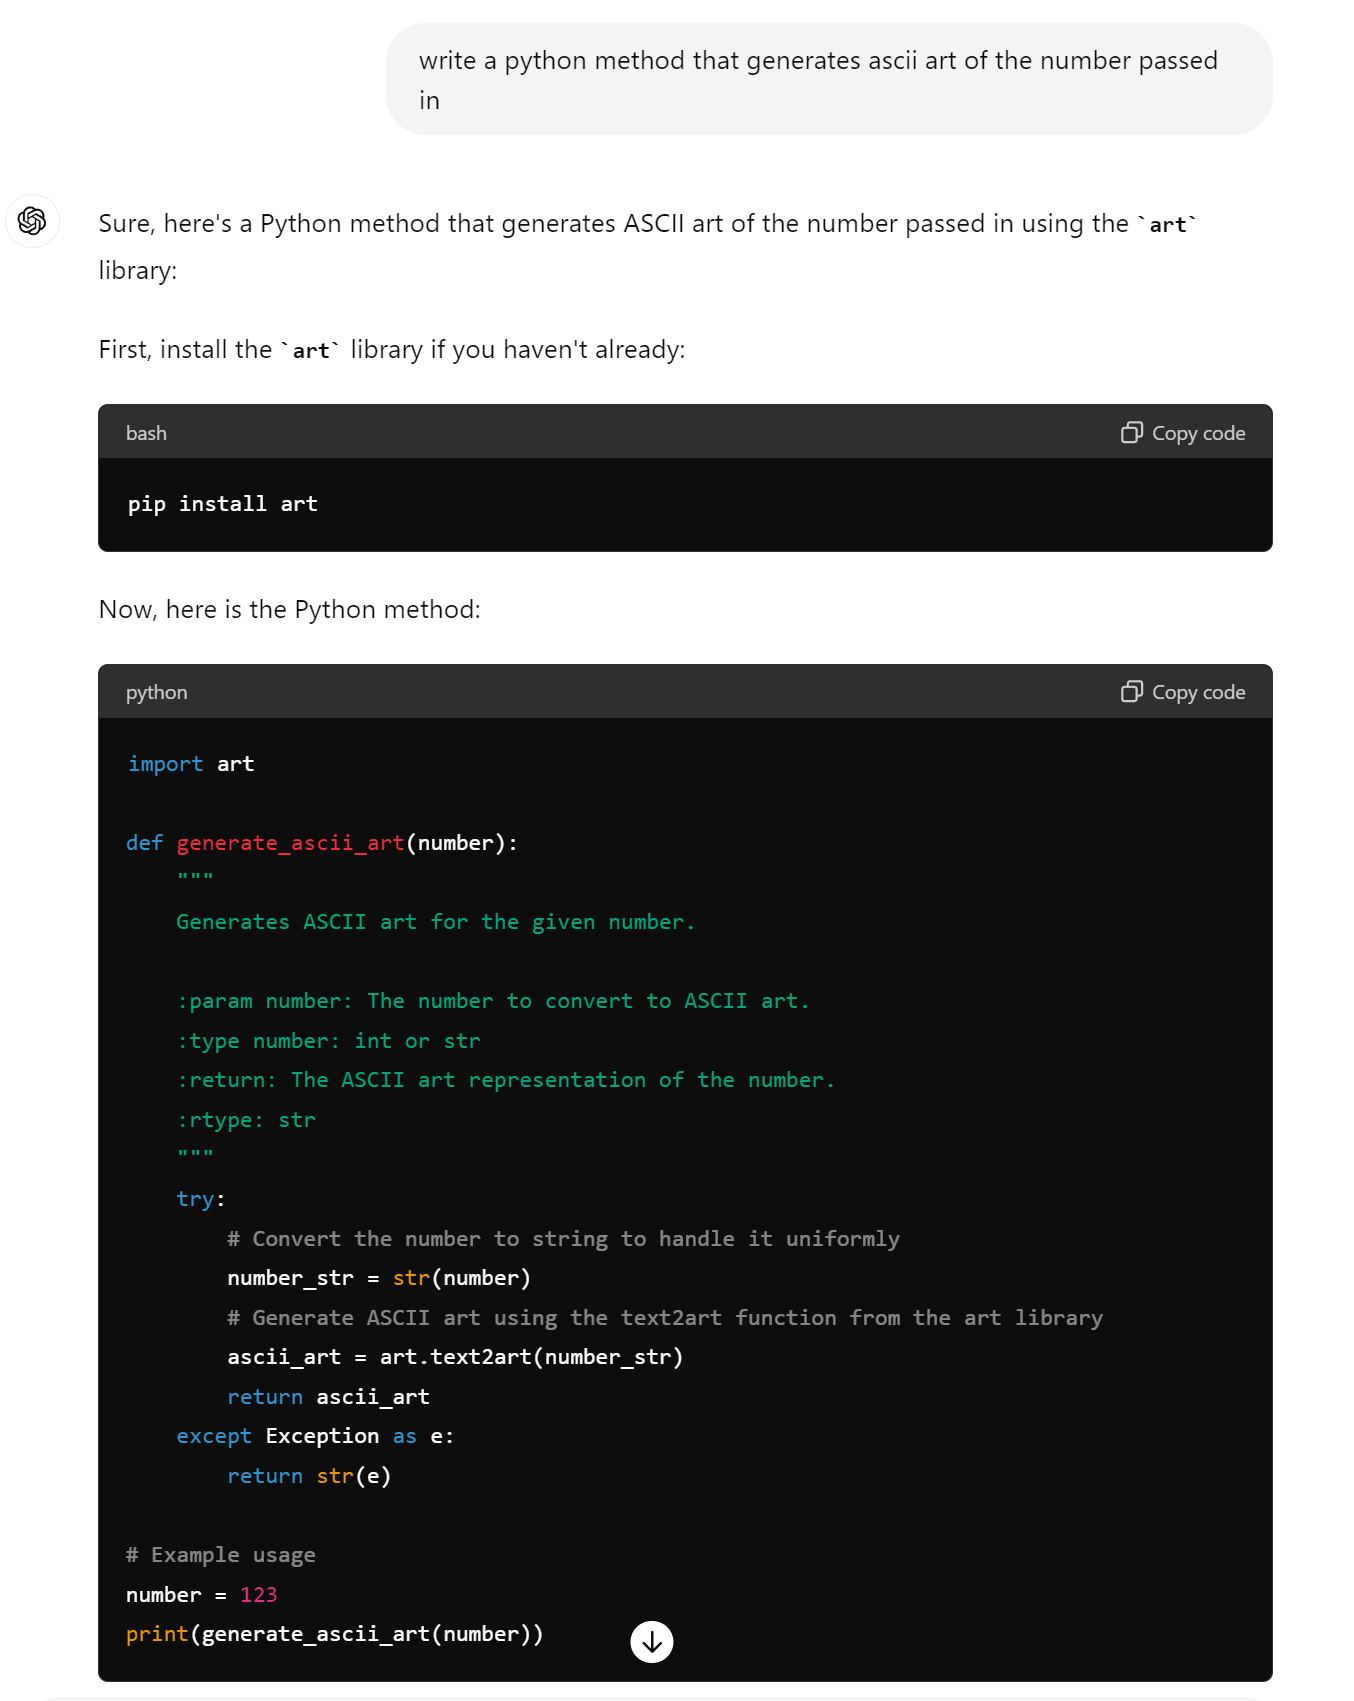 write a python method that generates ascii art of the number passed
in
Sure, here's a Python method that generates ASCII art of the number passed in using the `art`
library:
First, install the `art` library if you haven't already:
bash
Copy code
pip install art
Now, here is the Python method:
python
Copy code
import art
def generate_ascii_art(number):
    """
    Generates ASCII art for the given number.
    :param number: The number to convert to ASCII art.
    :type number: int or str
    :return: The ASCII art representation of the number.
    :rtype: str
    """
    try:
        # Convert the number to string to handle it uniformly
        number_str = str(number)
        # Generate ASCII art using the text2art function from the art library
        ascii_art = art.text2art(number_str)
        return ascii_art
    except Exception as e:
        return str(e)
# Example usage
number = 123
print(generate_ascii_art(number))